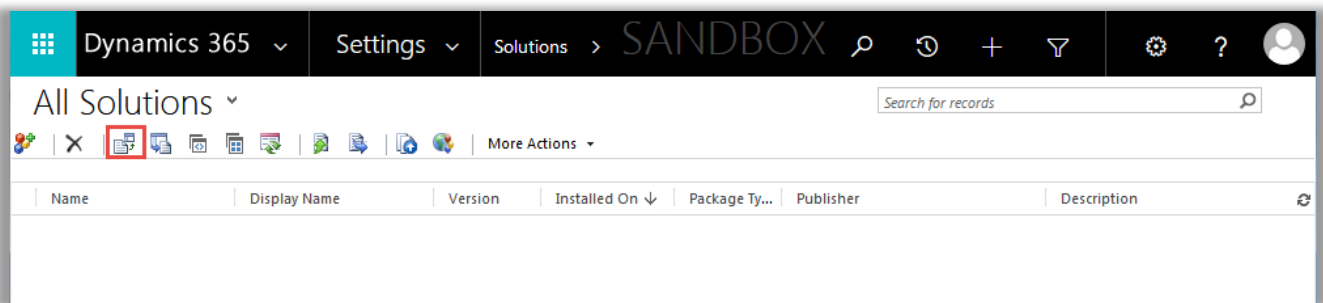 Dynamics 365 Settings Solutions > SANDBOX ?
All Solutions
Search for records
More Actions
Name Display Name Version Installed On ↓ Package Ty... Publisher Description